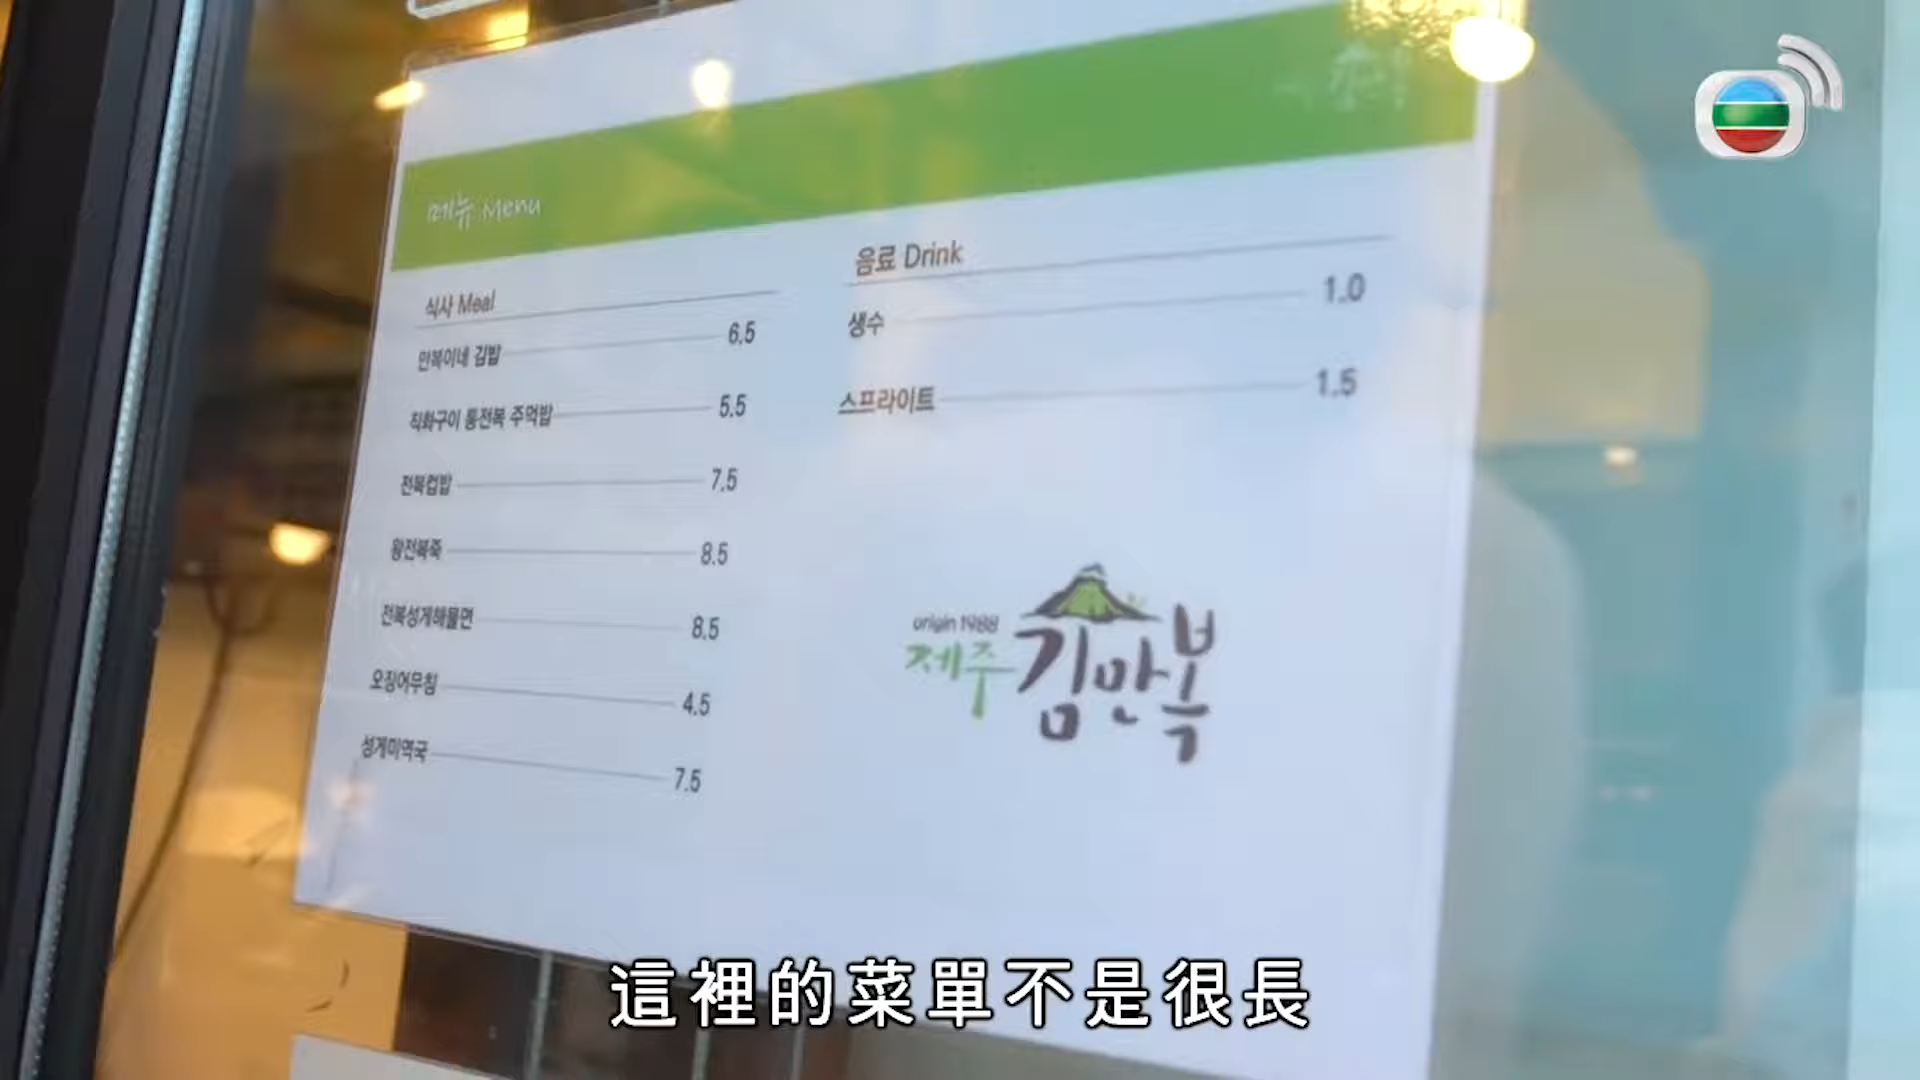 메뉴 Menu
식사 Meal
만복이네 김밥 6.5
직화구이 통전복 주먹밥 5.5
전복컵밥 7.5
왕전복죽 8.5
전복성게해물면 8.5
오징어무침 4.5
성게미역국 7.5
음료 Drink
생수 1.0
스프라이트 1.5
origin 1988
제주 김만복
這裡的菜單不是很長